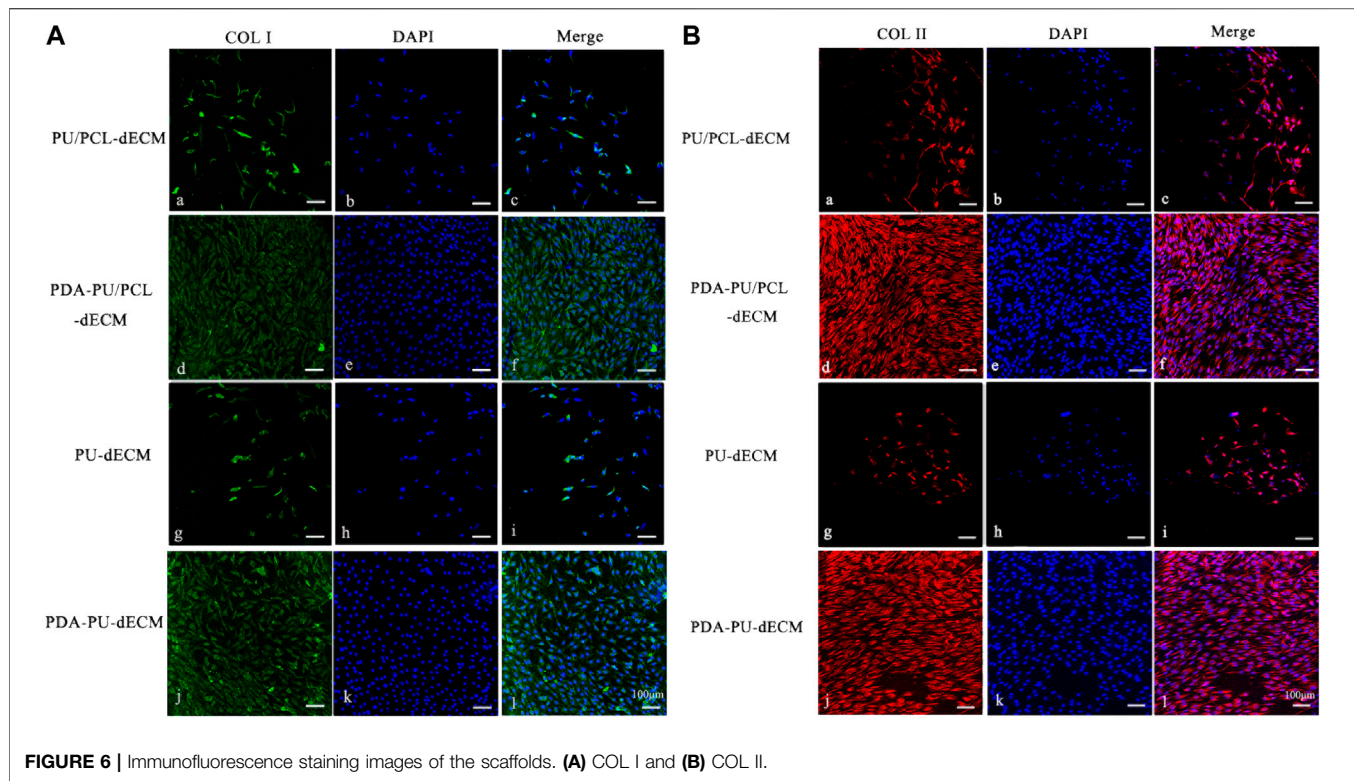 A
COL I DAPI Merge
PU/PCL-dECM
a b c
PDA-PU/PCL
-dECM
d e f
PU-dECM
g h i
PDA-PU-dECM
j k l
100μm
B
COL II DAPI Merge
PU/PCL-dECM
a b c
PDA-PU/PCL
-dECM
d e f
PU-dECM
g h i
PDA-PU-dECM
j k l
100μm
FIGURE 6 | Immunofluorescence staining images of the scaffolds. (A) COL I and (B) COL II.